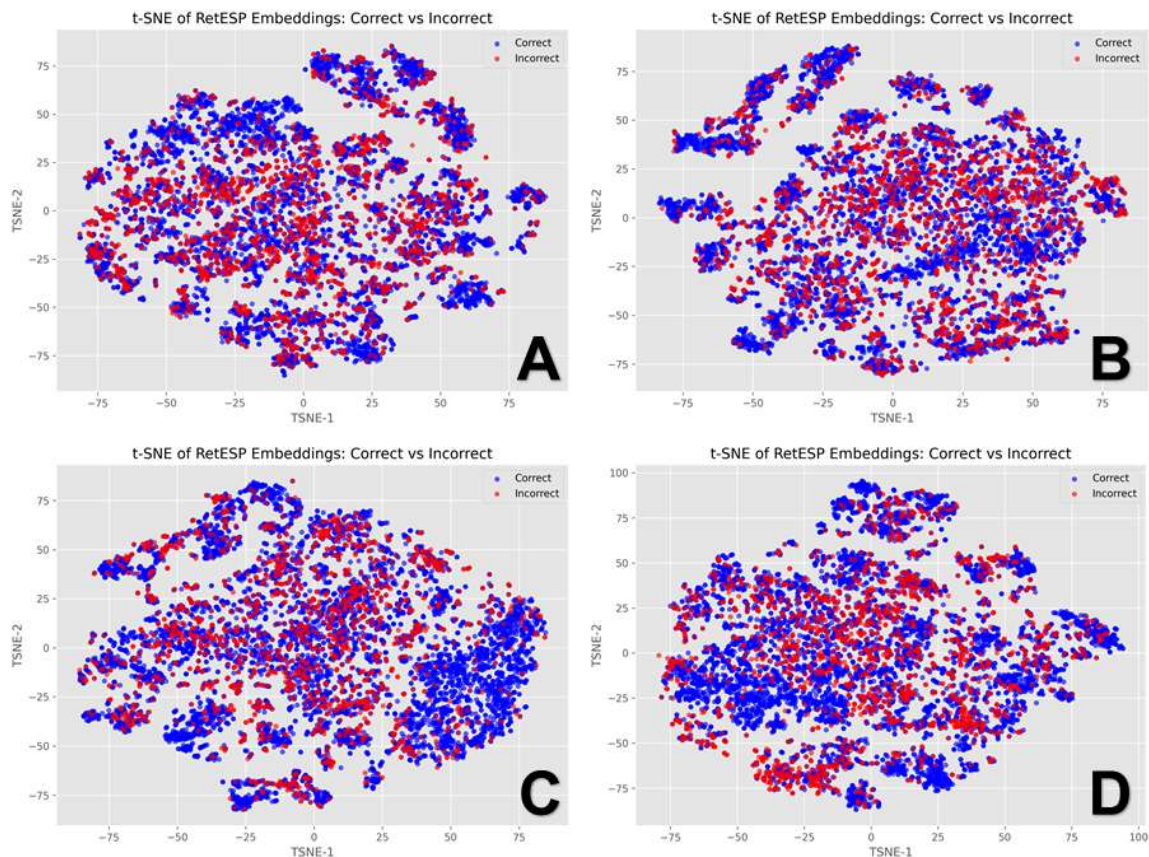 t-SNE of RetESP Embeddings: Correct vs Incorrect
Correct
Incorrect
75
50
25
0
−25
−50
−75
TSNE-2
−75 −50 −25 0 25 50 75
TSNE-1
A
t-SNE of RetESP Embeddings: Correct vs Incorrect
Correct
Incorrect
75
50
25
0
−25
−50
−75
TSNE-2
−75 −50 −25 0 25 50 75
TSNE-1
B
t-SNE of RetESP Embeddings: Correct vs Incorrect
Correct
Incorrect
75
50
25
0
−25
−50
−75
TSNE-2
−75 −50 −25 0 25 50 75
TSNE-1
C
t-SNE of RetESP Embeddings: Correct vs Incorrect
Correct
Incorrect
100
75
50
25
0
−25
−50
−75
TSNE-2
−75 −50 −25 0 25 50 75 100
TSNE-1
D